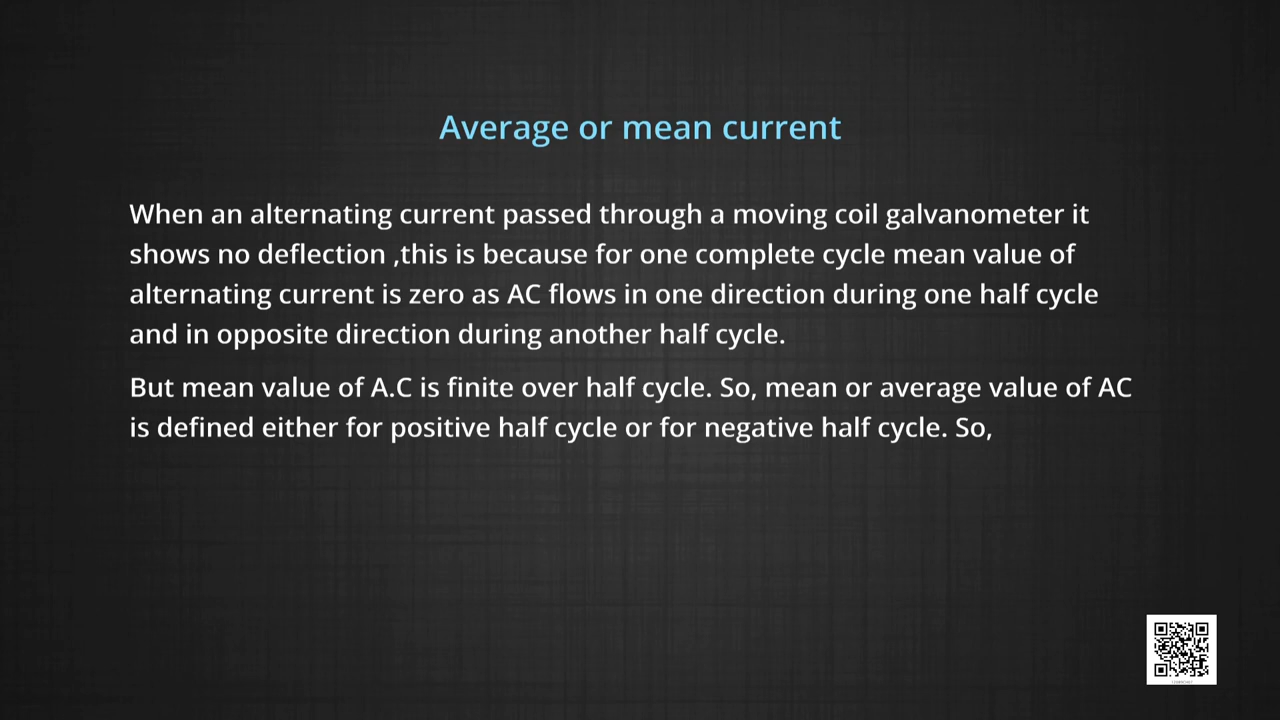 Average or mean current
When an alternating current passed through a moving coil galvanometer it
shows no deflection ,this is because for one complete cycle mean value of
alternating current is zero as AC flows in one direction during one half cycle
and in opposite direction during another half cycle.
But mean value of A.C is finite over half cycle. So, mean or average value of AC
is defined either for positive half cycle or for negative half cycle. So,